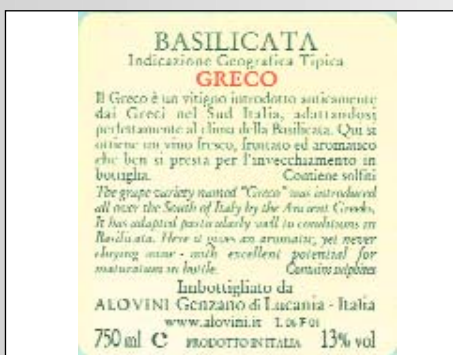 BASILICATA
Indicazione Geografica Tipica
GRECO
Il Greco è un vitigno introdotto anticamente
dai Greci nel Sud Italia, adattandosi
perfettamente al clima della Basilicata. Qui si
ottiene un vino fresco, fruttato ed aromatico
che ben si presta per l'invecchiamento in
bottiglia. Contiene solfiti
The grape variety named "Greco" was introduced
all over the South of Italy by the Ancient Greeks.
It has adapted particularly well to conditions in
Basilicata. Here it gives an aromatic, yet never
cloying wine - with excellent potential for
maturation in bottle. Contains sulphites
Imbottigliato da
ALOVINI Genzano di Lucania - Italia
www.alovini.it L 06 F 01
750 ml e PRODOTTO IN ITALIA 13% vol